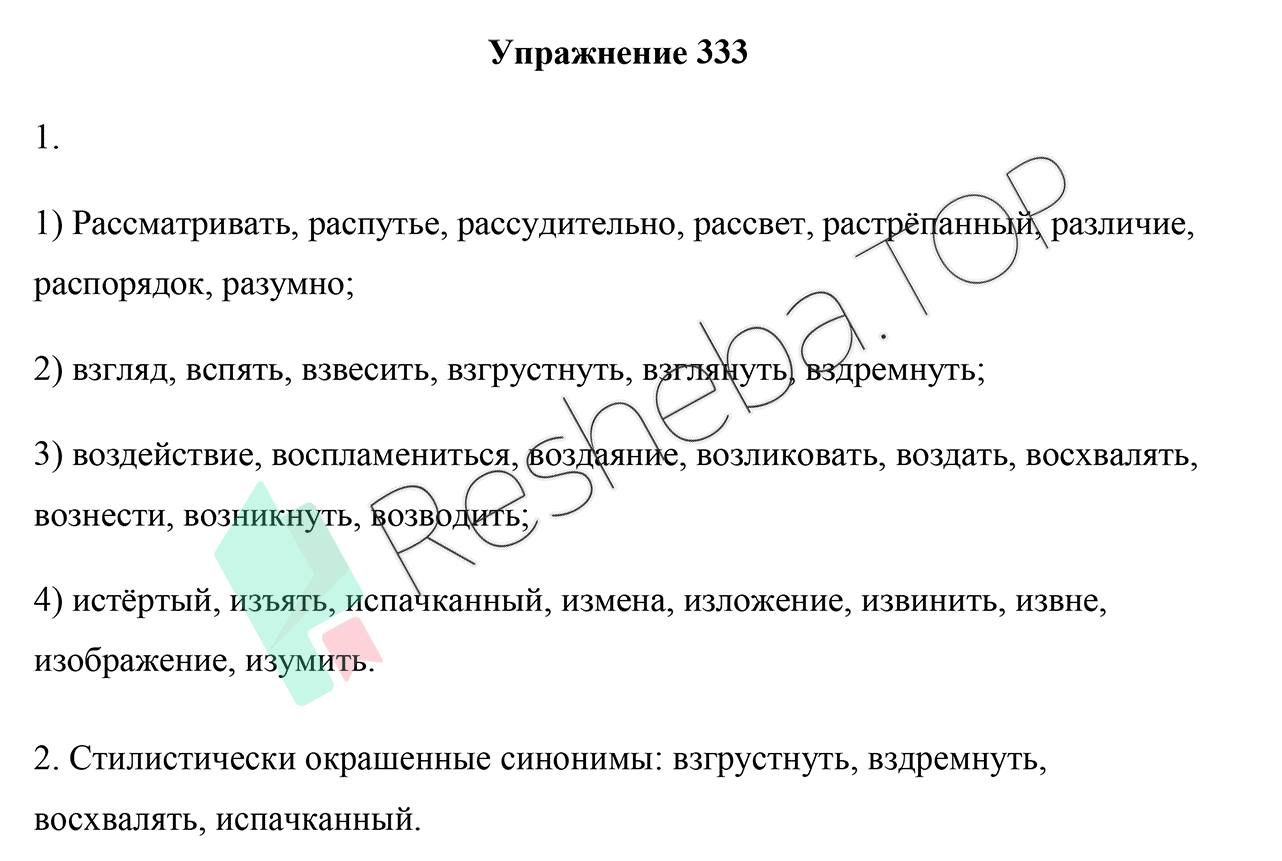 Упражнение 333
1.
1) Рассматривать, распутье, рассудительно, рассвет, растрёпанный, различие,
распорядок, разумно;
2) взгляд, вспять, взвесить, взгрустнуть, взглянуть, вздремнуть;
3) воздействие, воспламениться, воздаяние, возликовать, воздать, восхвалять,
вознести, возникнуть, возводить;
4) истёртый, изъять, испачканный, измена, изложение, извинить, извне,
изображение, изумить.
2. Стилистически окрашенные синонимы: взгрустнуть, вздремнуть,
восхвалять, испачканный.
Resheba.TOP